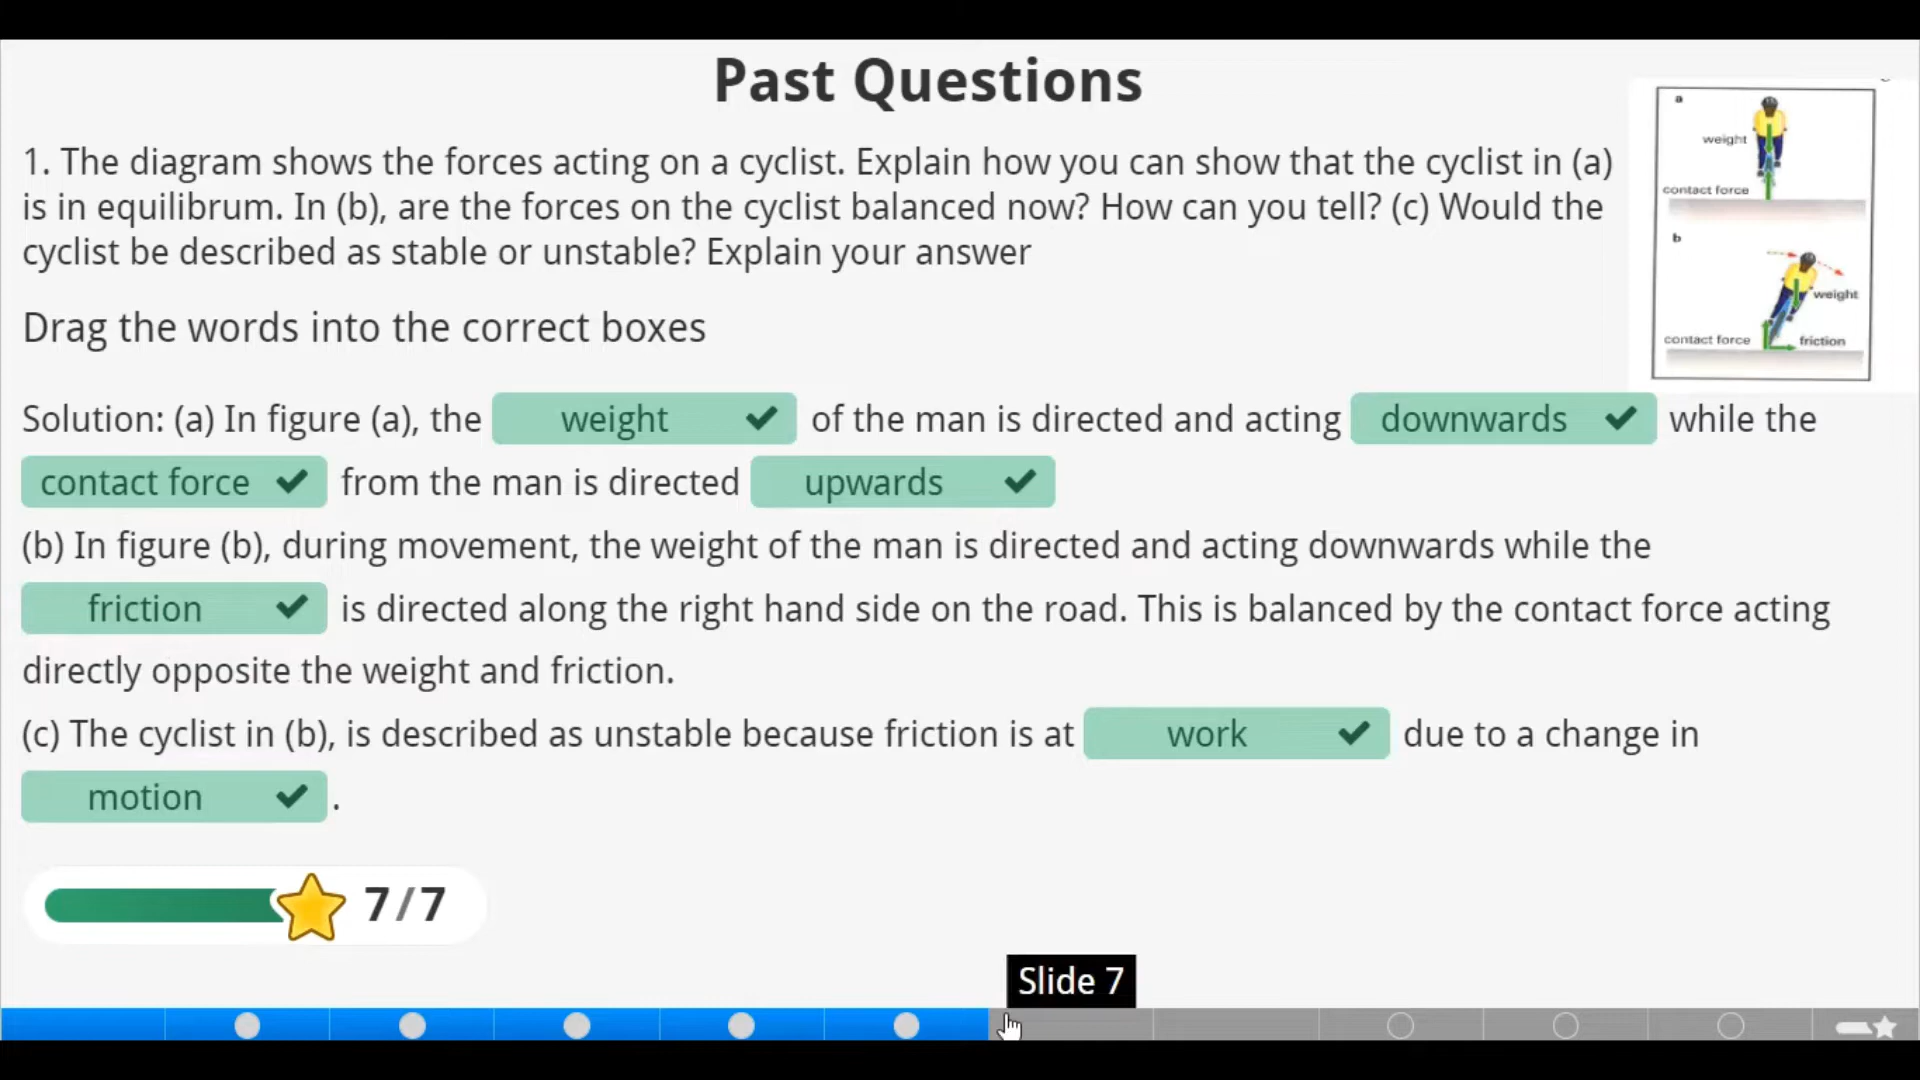 Past Questions
1. The diagram shows the forces acting on a cyclist. Explain how you can show that the cyclist in (a)
is in equilibrum. In (b), are the forces on the cyclist balanced now? How can you tell? (c) Would the
cyclist be described as stable or unstable? Explain your answer
a
weight
contact force
b
weight
contact force
friction
Drag the words into the correct boxes
Solution: (a) In figure (a), the weight of the man is directed and acting downwards while the
contact force from the man is directed upwards
(b) In figure (b), during movement, the weight of the man is directed and acting downwards while the
friction is directed along the right hand side on the road. This is balanced by the contact force acting
directly opposite the weight and friction.
(c) The cyclist in (b), is described as unstable because friction is at work due to a change in
motion .
7/7
Slide 7